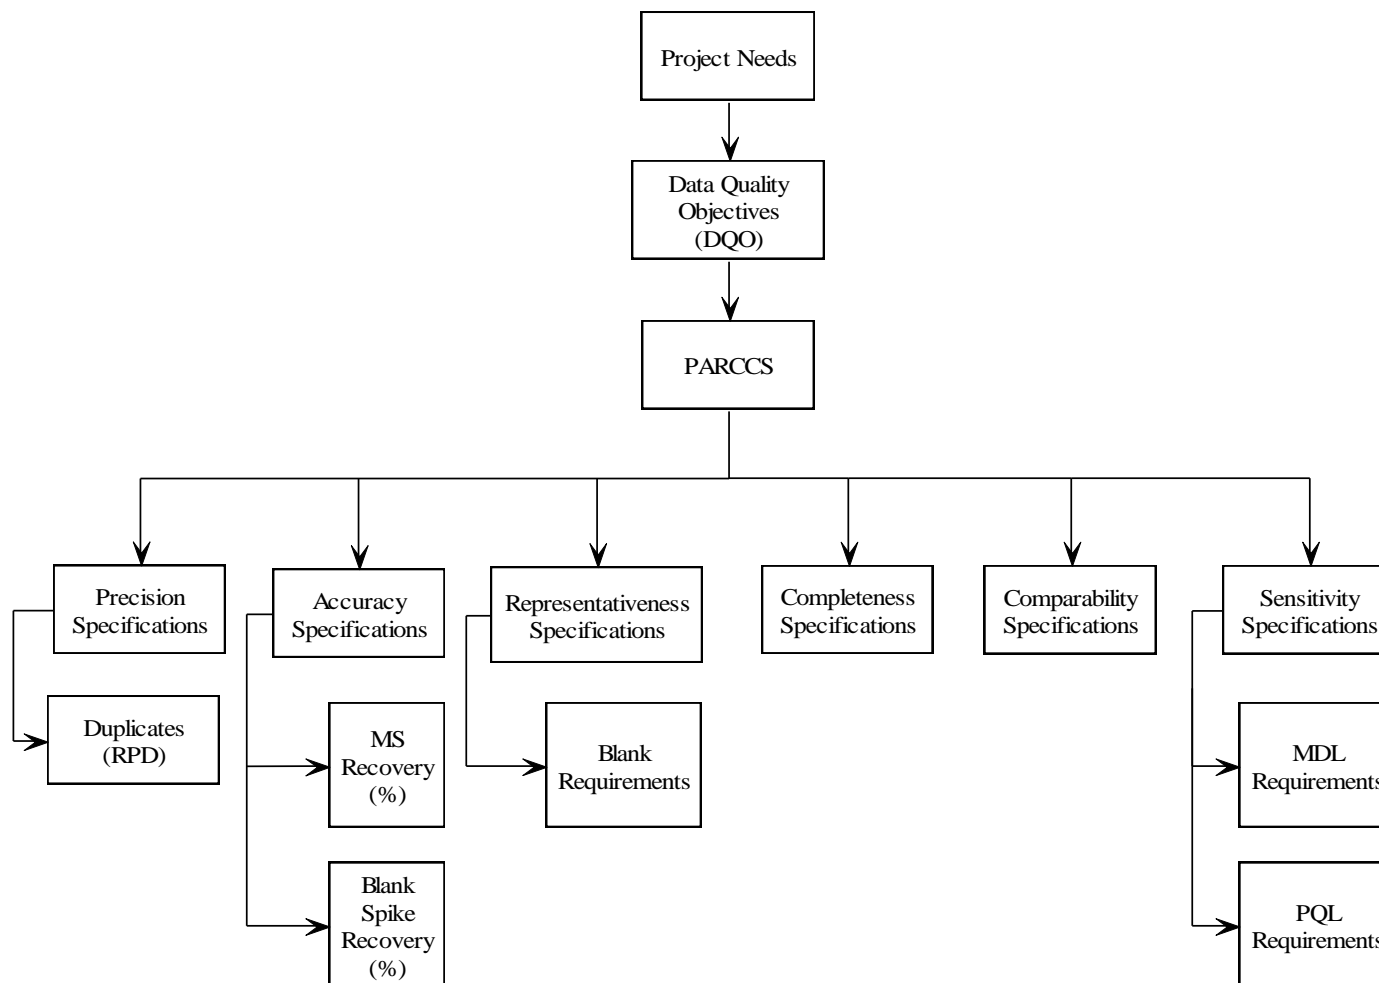 Project Needs
Data Quality
Objectives
(DQO)
PARCCS
Precision
Specifications
Accuracy
Specifications
Representativeness
Specifications
Completeness
Specifications
Comparability
Specifications
Sensitivity
Specifications
Duplicates
(RPD)
MS
Recovery
(%)
Blank
Requirements
MDL
Requirements
Blank
Spike
Recovery
(%)
PQL
Requirements